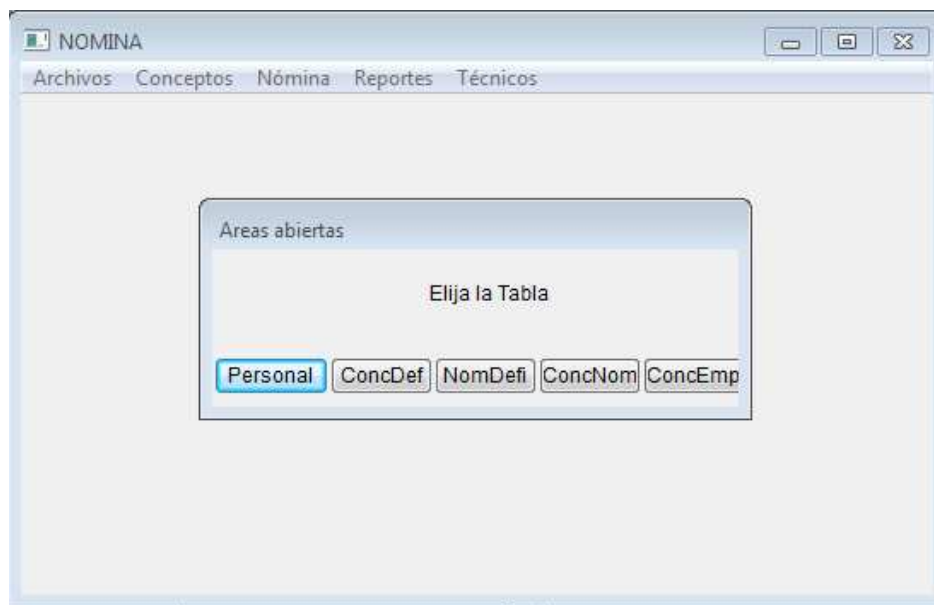 NOMINA
Archivos Conceptos Nómina Reportes Técnicos
Areas abiertas
Elija la Tabla
Personal ConcDef NomDefi ConcNom ConcEmp